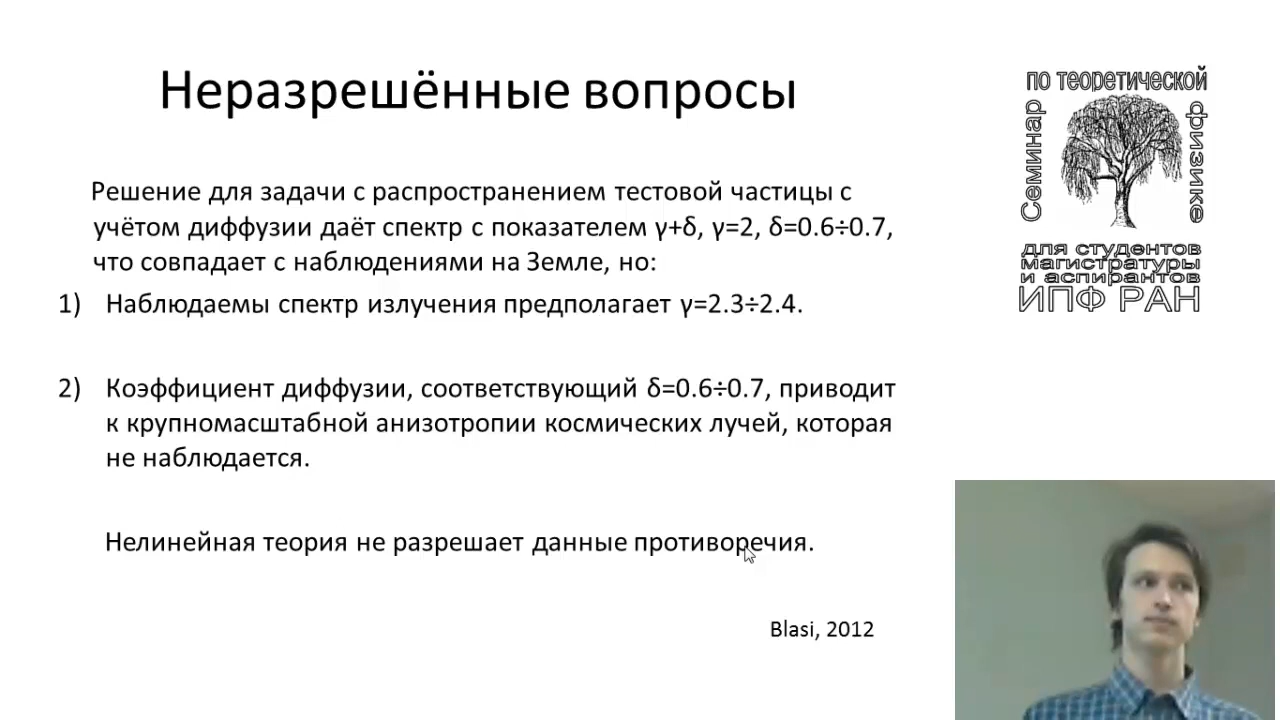 Неразрешённые вопросы
Решение для задачи с распространением тестовой частицы с
учётом диффузии даёт спектр с показателем γ+δ, γ=2, δ=0.6÷0.7,
что совпадает с наблюдениями на Земле, но:
1) Наблюдаемы спектр излучения предполагает γ=2.3÷2.4.
2) Коэффициент диффузии, соответствующий δ=0.6÷0.7, приводит
к крупномасштабной анизотропии космических лучей, которая
не наблюдается.
Нелинейная теория не разрешает данные противоречия.
Blasi, 2012
Семинар
по теоретической
физике
для студентов
магистратуры
и аспирантов
ИПФ РАН